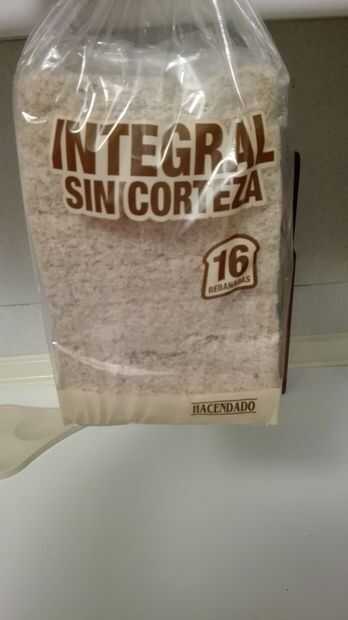 INTEGRAL
SIN CORTEZA
16
REBANADAS
HACENDADO